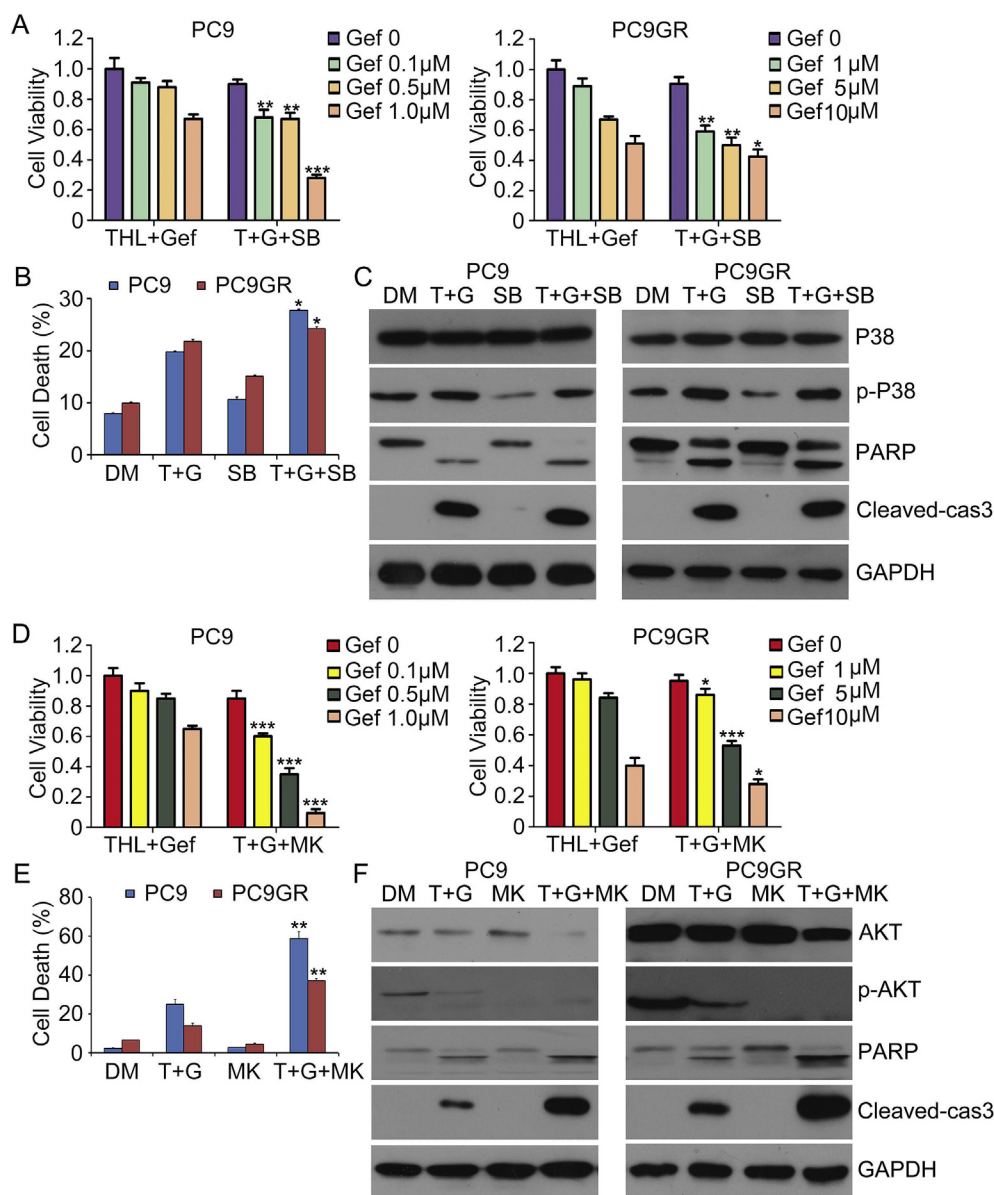 A
PC9
1.2
1.0
0.8
0.6
0.4
0.2
0
Cell Viability
** **
***
THL+Gef T+G+SB
Gef 0
Gef 0.1μM
Gef 0.5μM
Gef 1.0μM
PC9GR
1.2
1.0
0.8
0.6
0.4
0.2
0
Cell Viability
**
**
*
THL+Gef T+G+SB
Gef 0
Gef 1μM
Gef 5μM
Gef10μM
B
PC9 PC9GR
30
20
10
0
Cell Death (%)
*
*
DM T+G SB T+G+SB
C
PC9 PC9GR
DM T+G SB T+G+SB DM T+G SB T+G+SB
P38
p-P38
PARP
Cleaved-cas3
GAPDH
D
PC9
1.2
1.0
0.8
0.6
0.4
0.2
0
Cell Viability
***
***
***
THL+Gef T+G+MK
Gef 0
Gef 0.1μM
Gef 0.5μM
Gef 1.0μM
PC9GR
1.2
1.0
0.8
0.6
0.4
0.2
0
Cell Viability
*
***
*
THL+Gef T+G+MK
Gef 0
Gef 1μM
Gef 5μM
Gef10μM
E
PC9 PC9GR
80
60
40
20
0
Cell Death (%)
**
**
DM T+G MK T+G+MK
F
PC9 PC9GR
DM T+G MK T+G+MK DM T+G MK T+G+MK
AKT
p-AKT
PARP
Cleaved-cas3
GAPDH